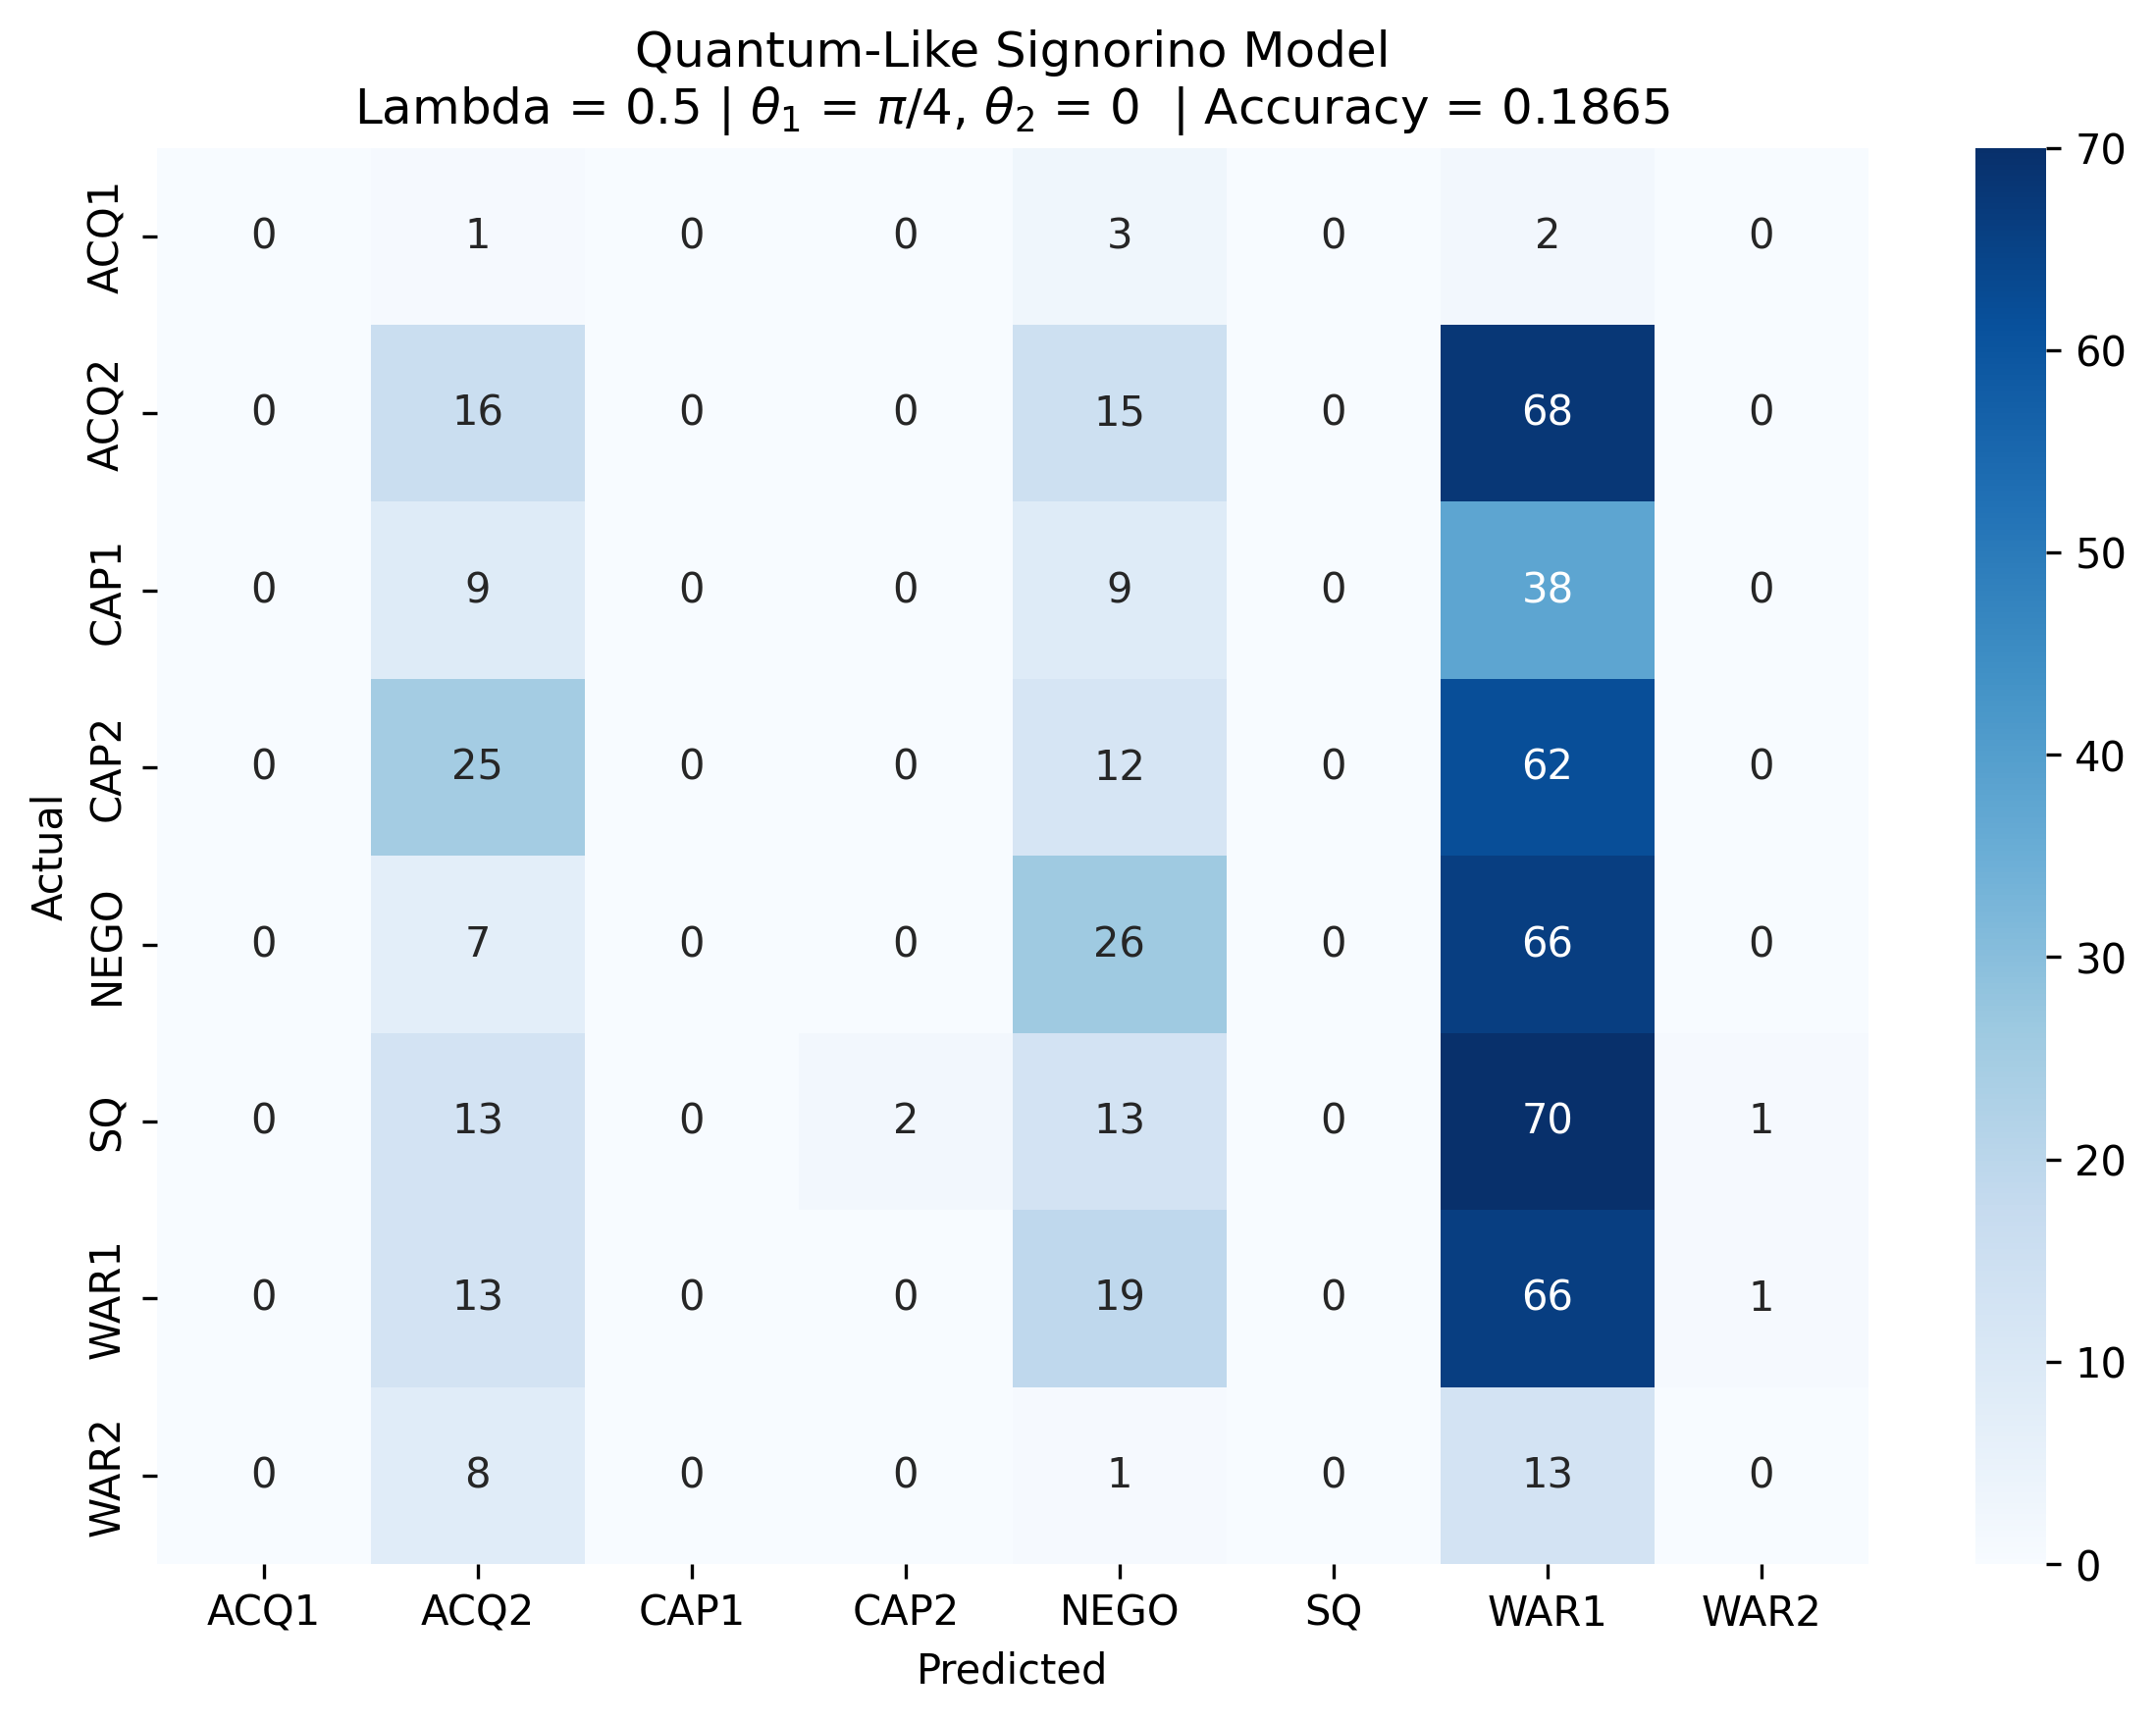 Quantum-Like Signorino Model
Lambda = 0.5 | θ₁ = π/4, θ₂ = 0 | Accuracy = 0.1865
Actual
ACQ1 0 1 0 0 3 0 2 0
ACQ2 0 16 0 0 15 0 68 0
CAP1 0 9 0 0 9 0 38 0
CAP2 0 25 0 0 12 0 62 0
NEGO 0 7 0 0 26 0 66 0
SQ 0 13 0 2 13 0 70 1
WAR1 0 13 0 0 19 0 66 1
WAR2 0 8 0 0 1 0 13 0
ACQ1 ACQ2 CAP1 CAP2 NEGO SQ WAR1 WAR2
Predicted
70
60
50
40
30
20
10
0